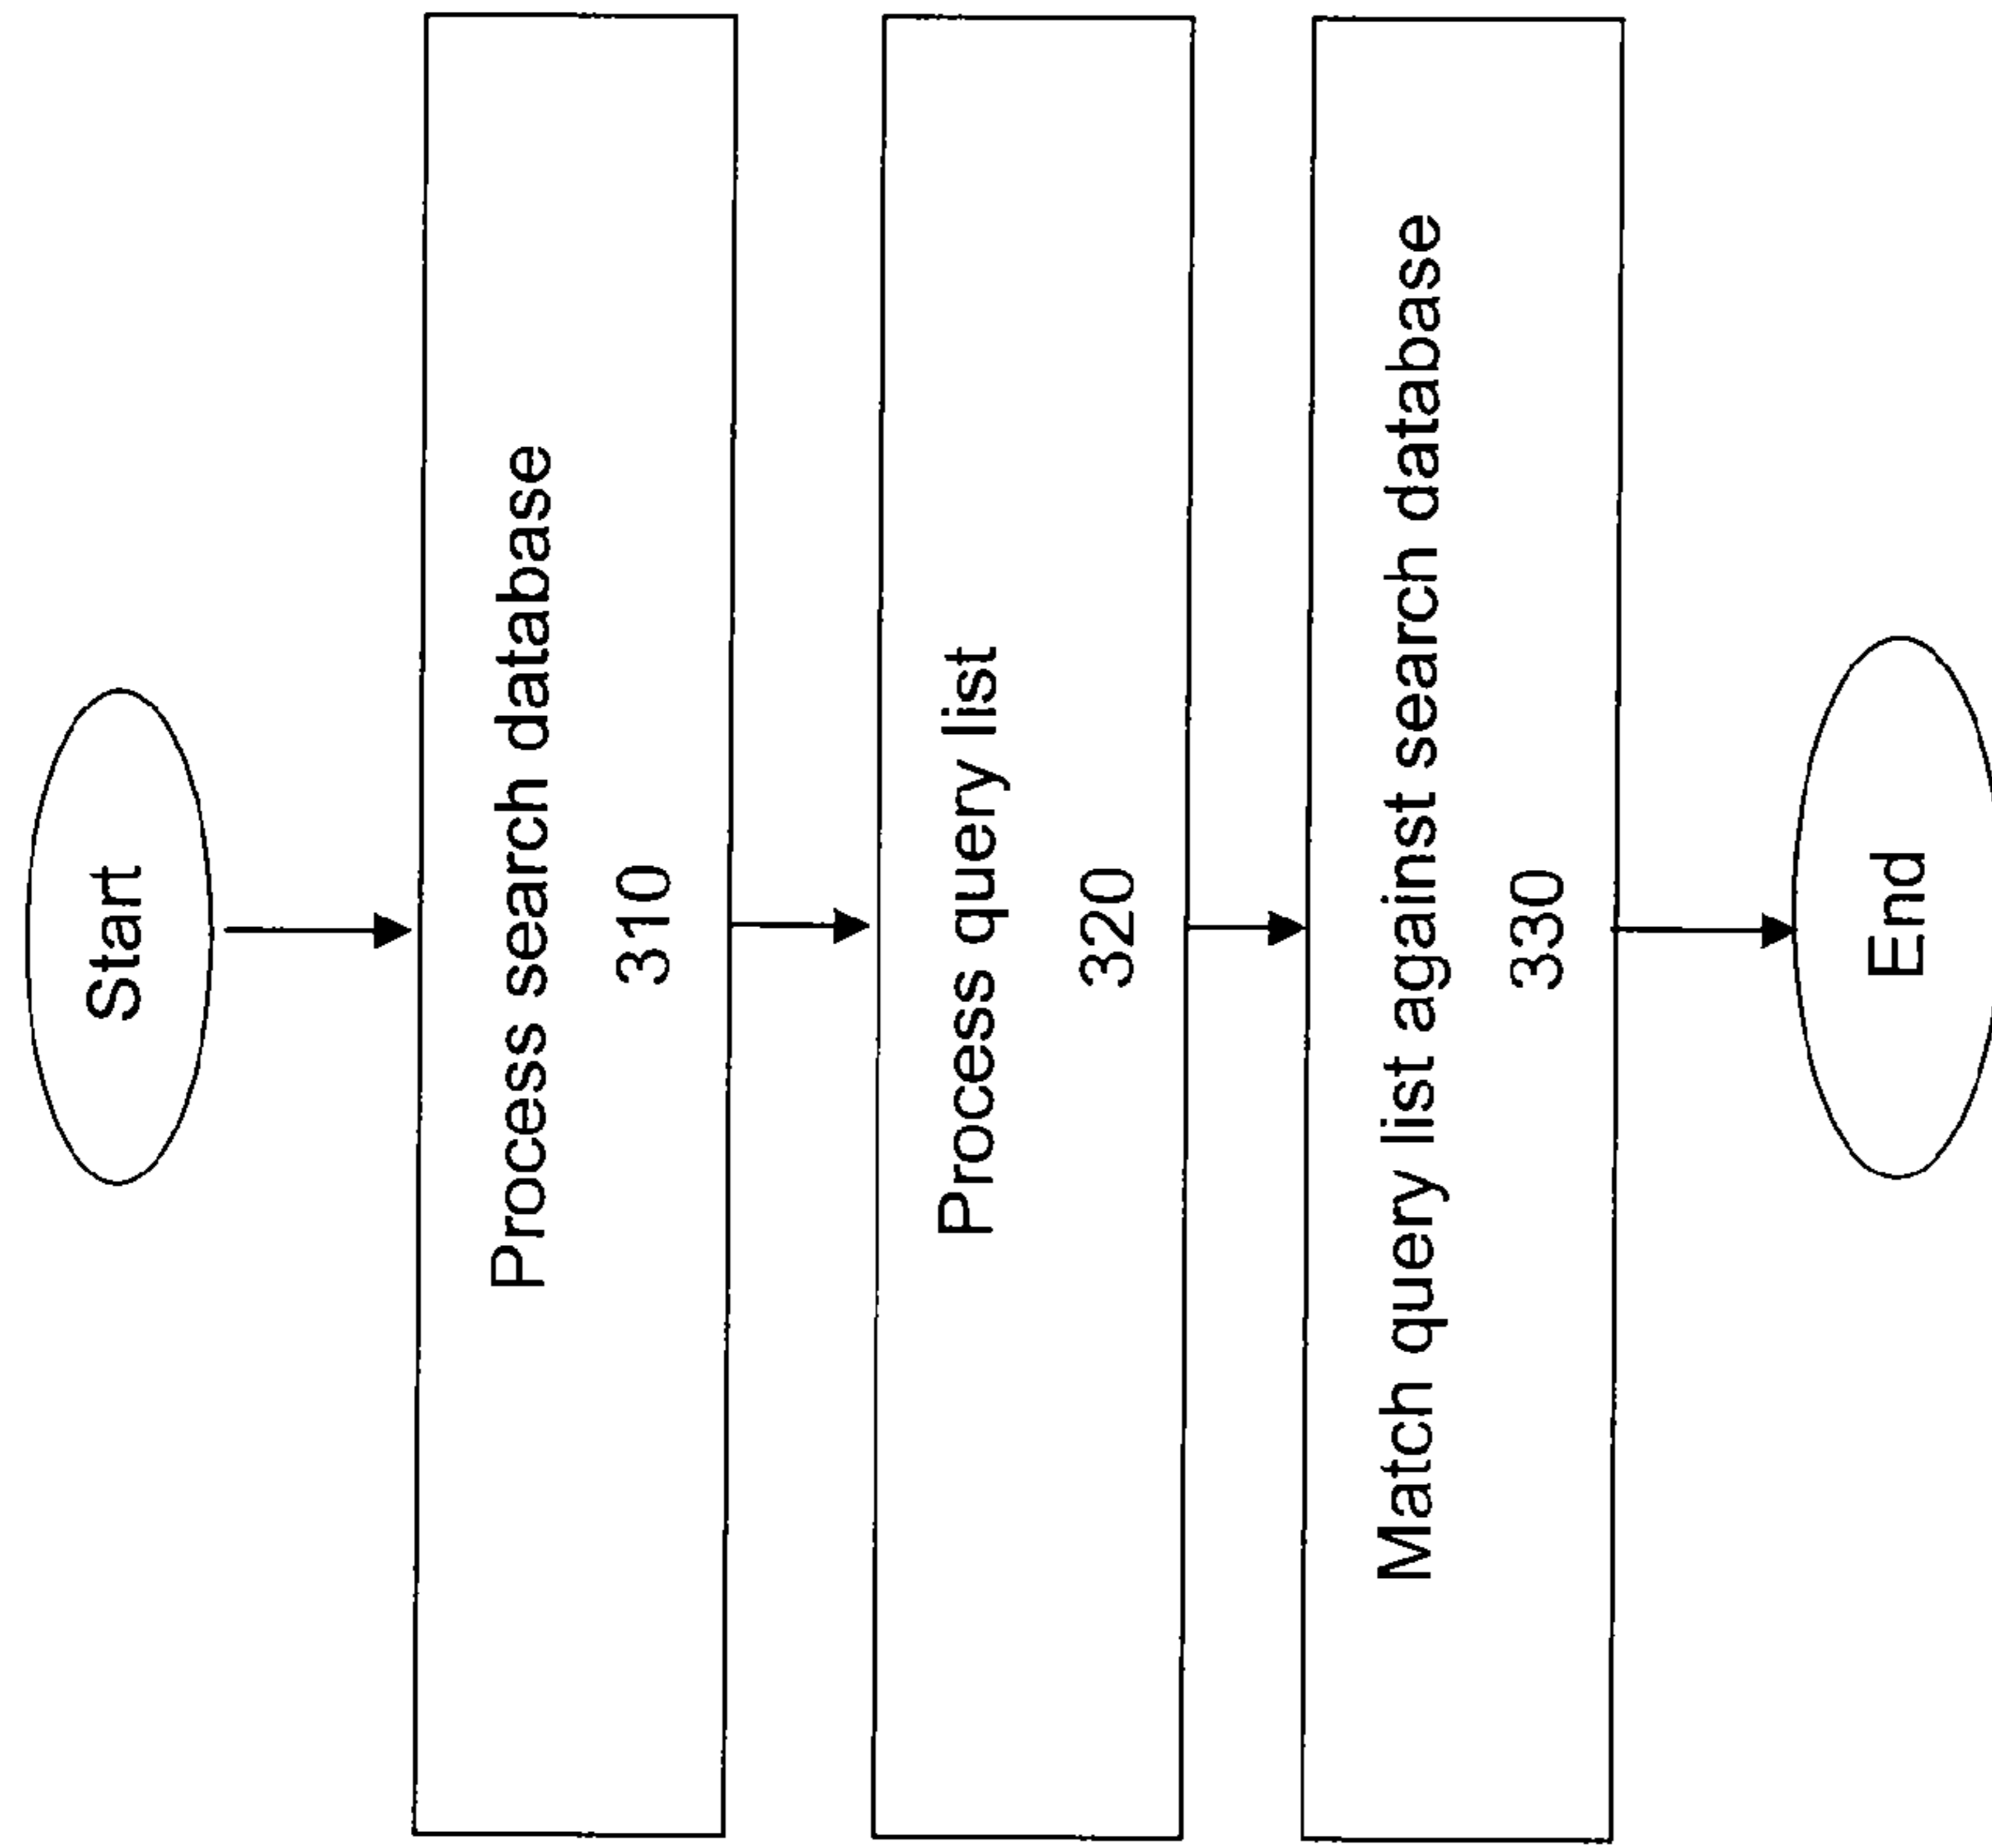 Start
Process search database
310
Process query list
320
Match query list against search database
330
End